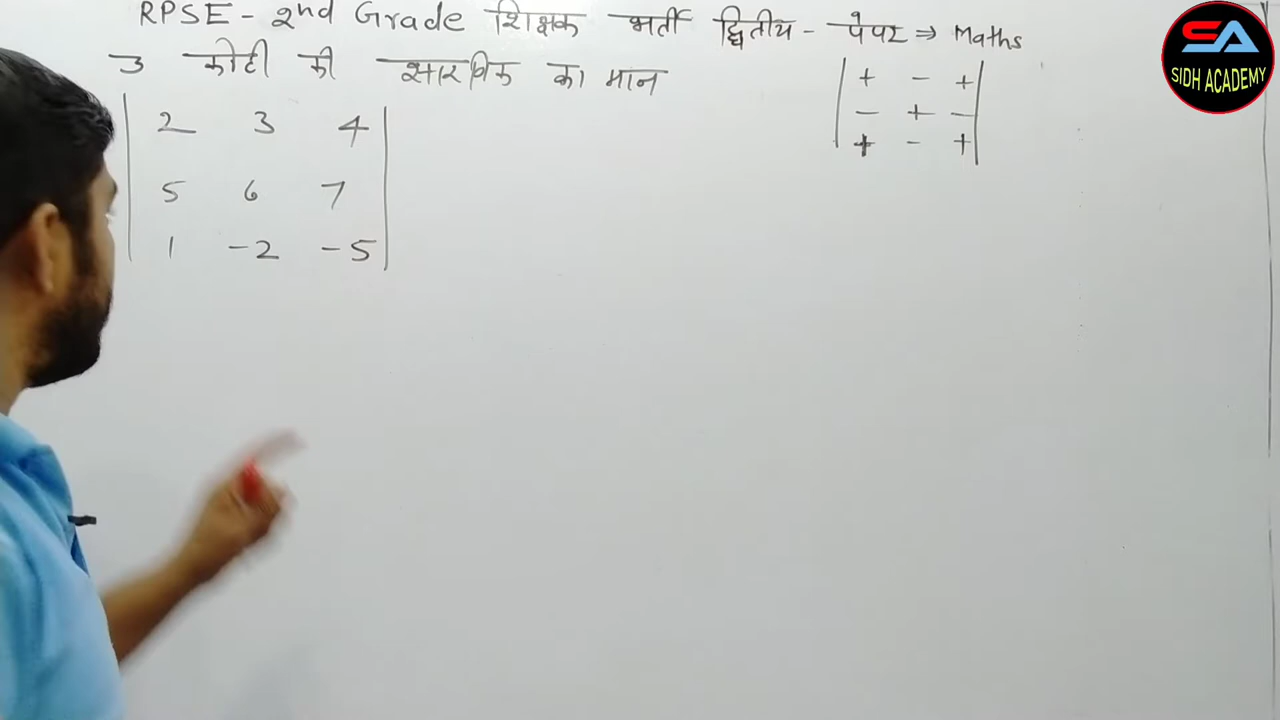 RPSE - 2nd Grade शिक्षक भर्ती द्वितीय - पेपर ⇒ Maths
3 कोटी की सारणिक का मान
| + - + |
| - + - |
| + - + |
| 2 3 4 |
| 5 6 7 |
| 1 -2 -5 |
SA
SIDH ACADEMY